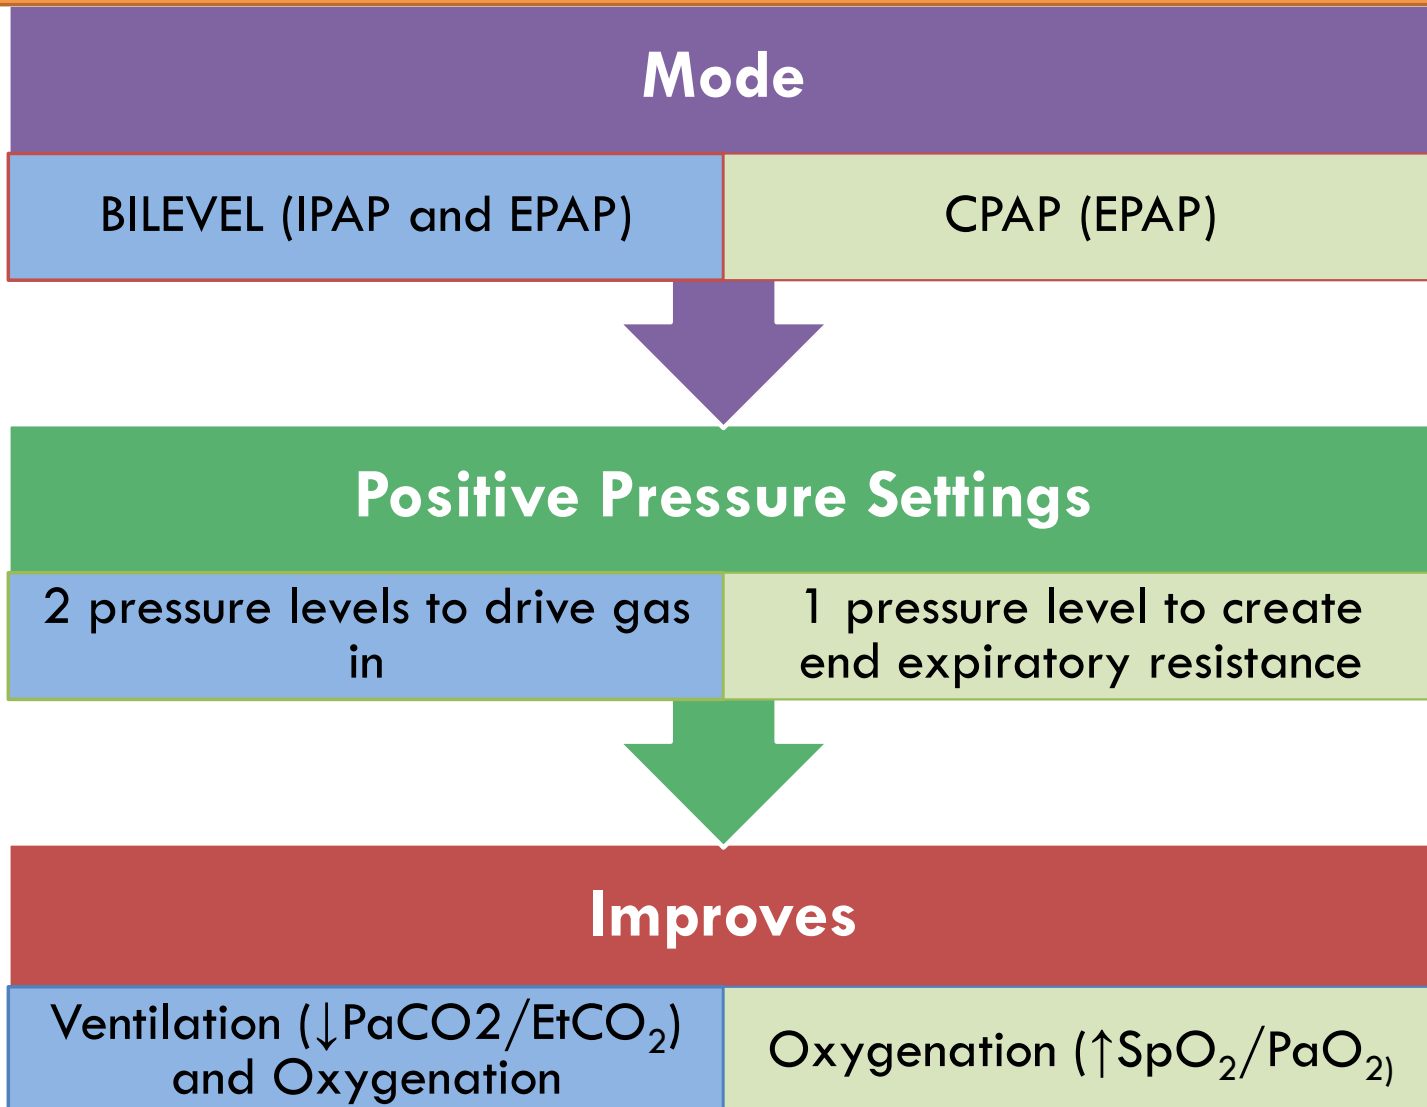 Mode
BILEVEL (IPAP and EPAP)
CPAP (EPAP)
Positive Pressure Settings
2 pressure levels to drive gas
in
1 pressure level to create
end expiratory resistance
Improves
Ventilation (↓PaCO2/EtCO₂)
and Oxygenation
Oxygenation (↑SpO₂/PaO₂₎